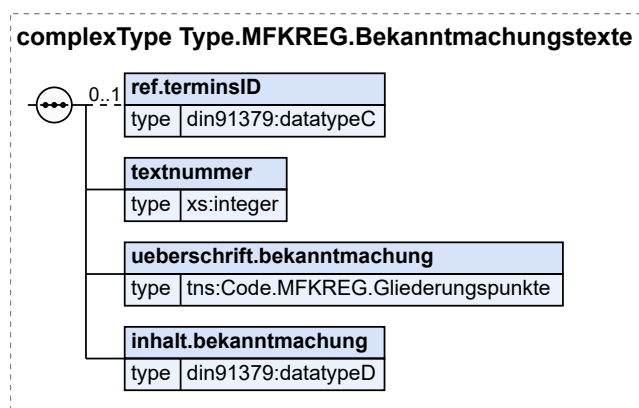 complexType Type.MFKREG.Bekanntmachungstexte
0..1
ref.terminsID
type din91379:datatypeC
textnummer
type xs:integer
ueberschrift.bekanntmachung
type tns:Code.MFKREG.Gliederungspunkte
inhalt.bekanntmachung
type din91379:datatypeD